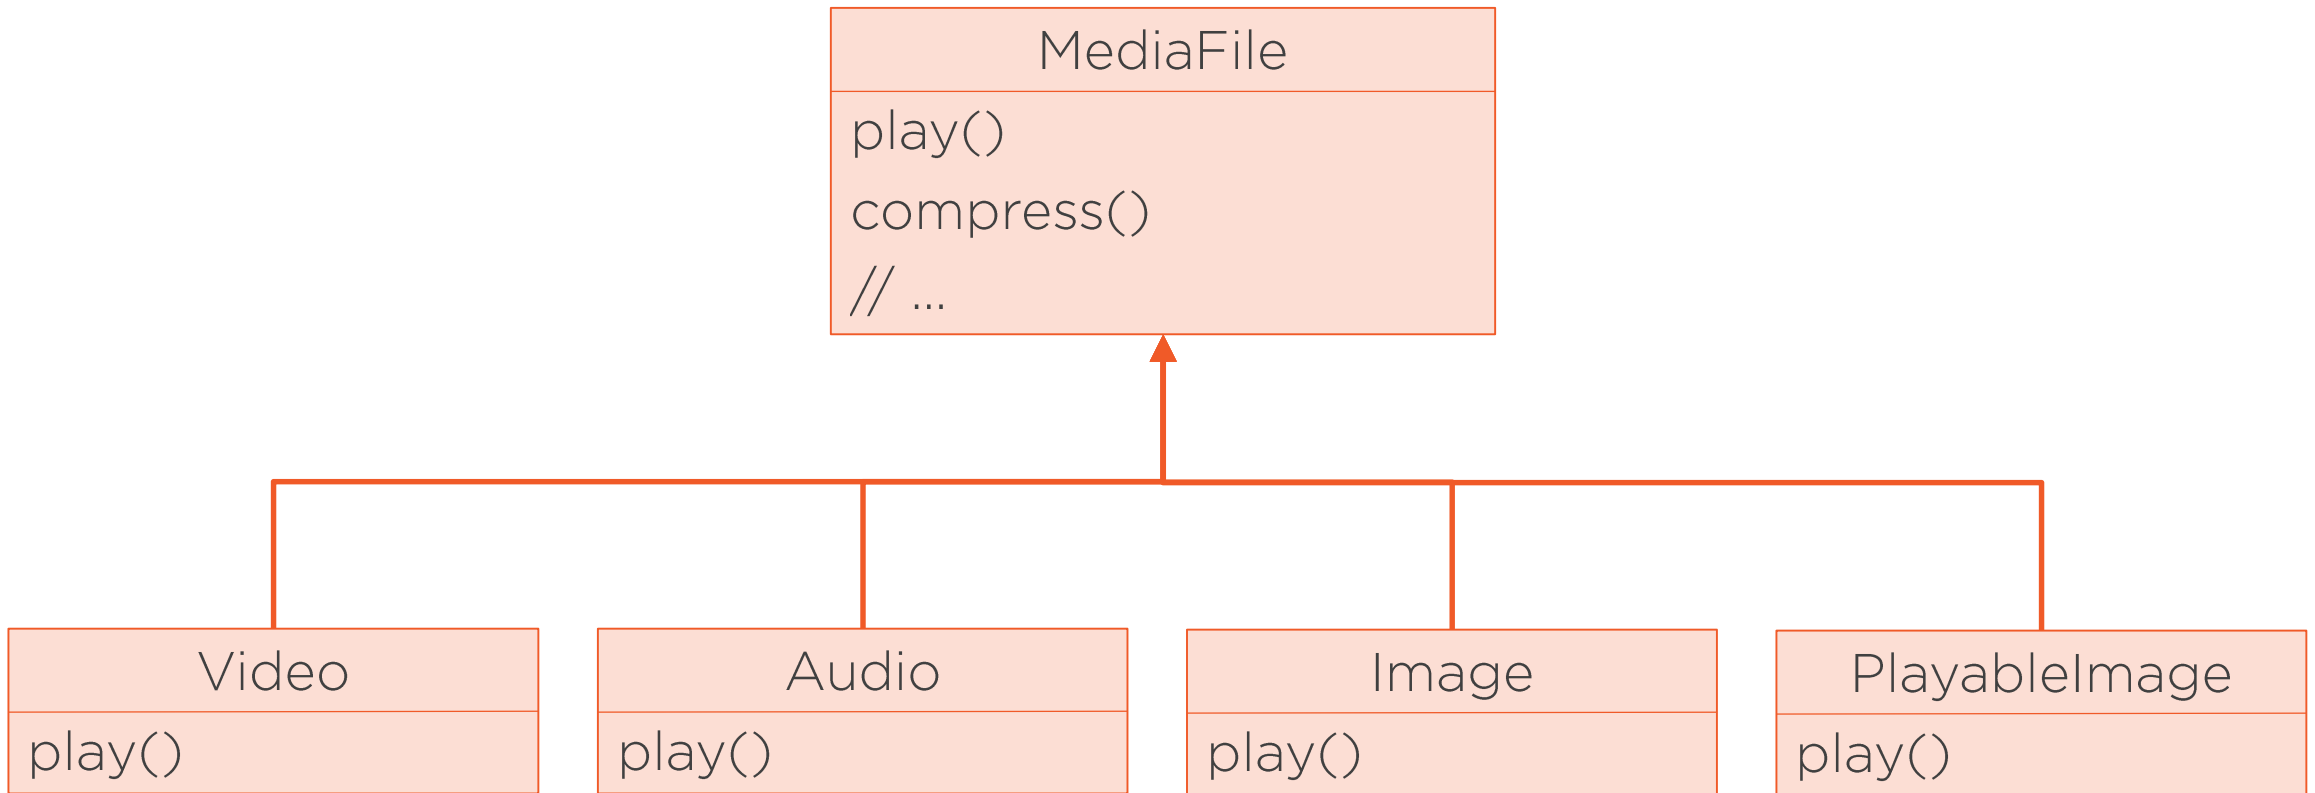 MediaFile
play()
compress()
// ...
Video
Audio
Image
PlayableImage
play()
play()
play()
play()